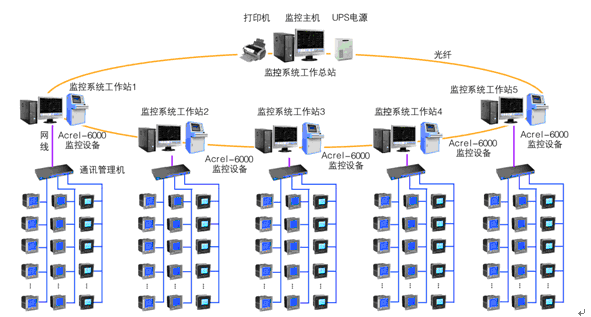 打印机 监控主机 UPS电源
光纤
监控系统工作总站
监控系统工作站1
监控系统工作站5
监控系统工作站2
监控系统工作站3
监控系统工作站4
网线
Acrel-6000
监控设备
Acrel-6000
监控设备
Acrel-6000
监控设备
Acrel-6000
监控设备
Acrel-6000
监控设备
通讯管理机